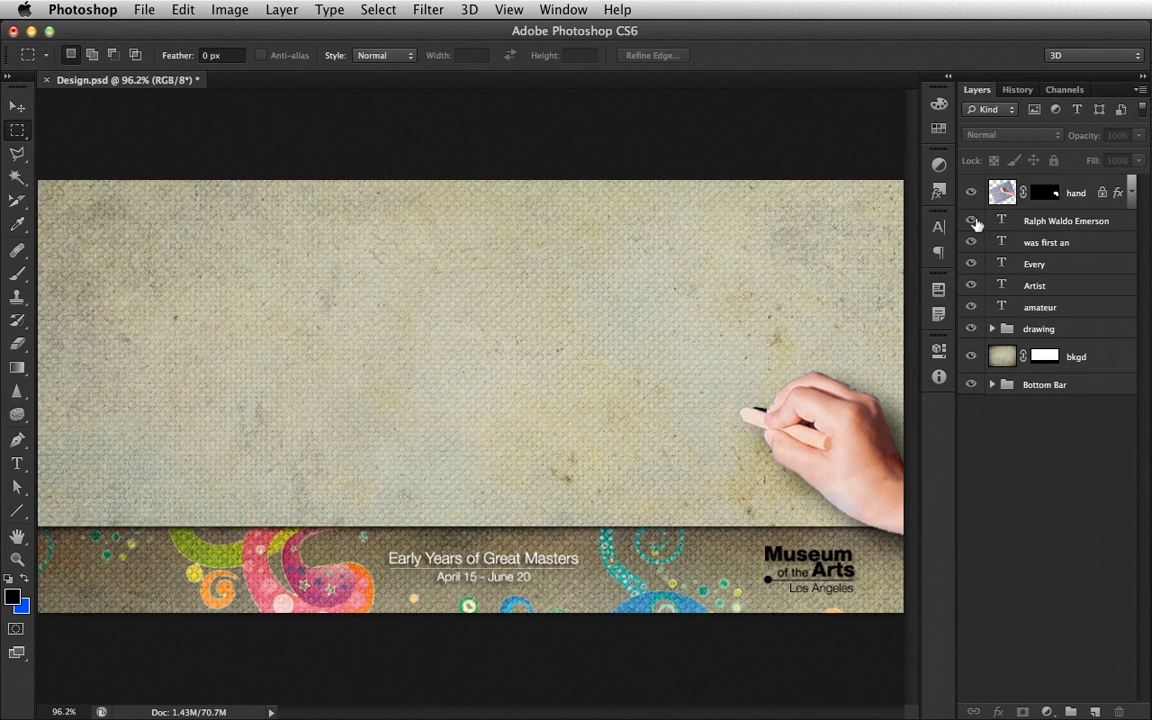 Photoshop File Edit Image Layer Type Select Filter 3D View Window Help
Adobe Photoshop CS6
Feather: 0 px Anti-alias Style: Normal Width: Height: Refine Edge... 3D
Design.psd @ 96.2% (RGB/8*) *
Layers History Channels
Kind
Normal Opacity: 100%
Lock: Fill: 100%
hand fx
T Ralph Waldo Emerson
T was first an
T Every
T Artist
T amateur
drawing
bkgd
Bottom Bar
Early Years of Great Masters
April 15 - June 20
Museum
of the Arts
Los Angeles
96.2% Doc: 1.43M/70.7M